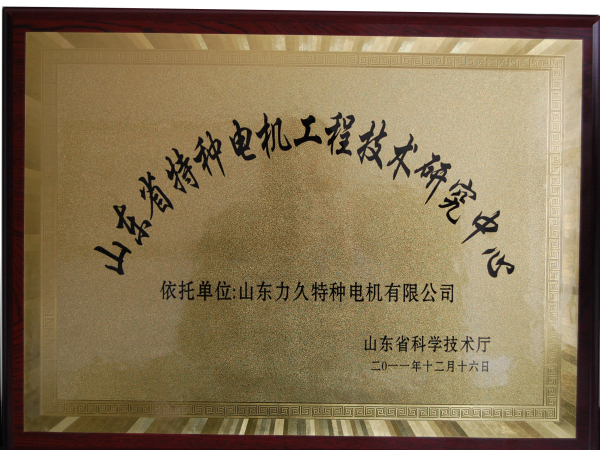 山东省特种电机工程技术研究中心
依托单位:山东力久特种电机有限公司
山东省科学技术厅
二0一一年十二月十六日